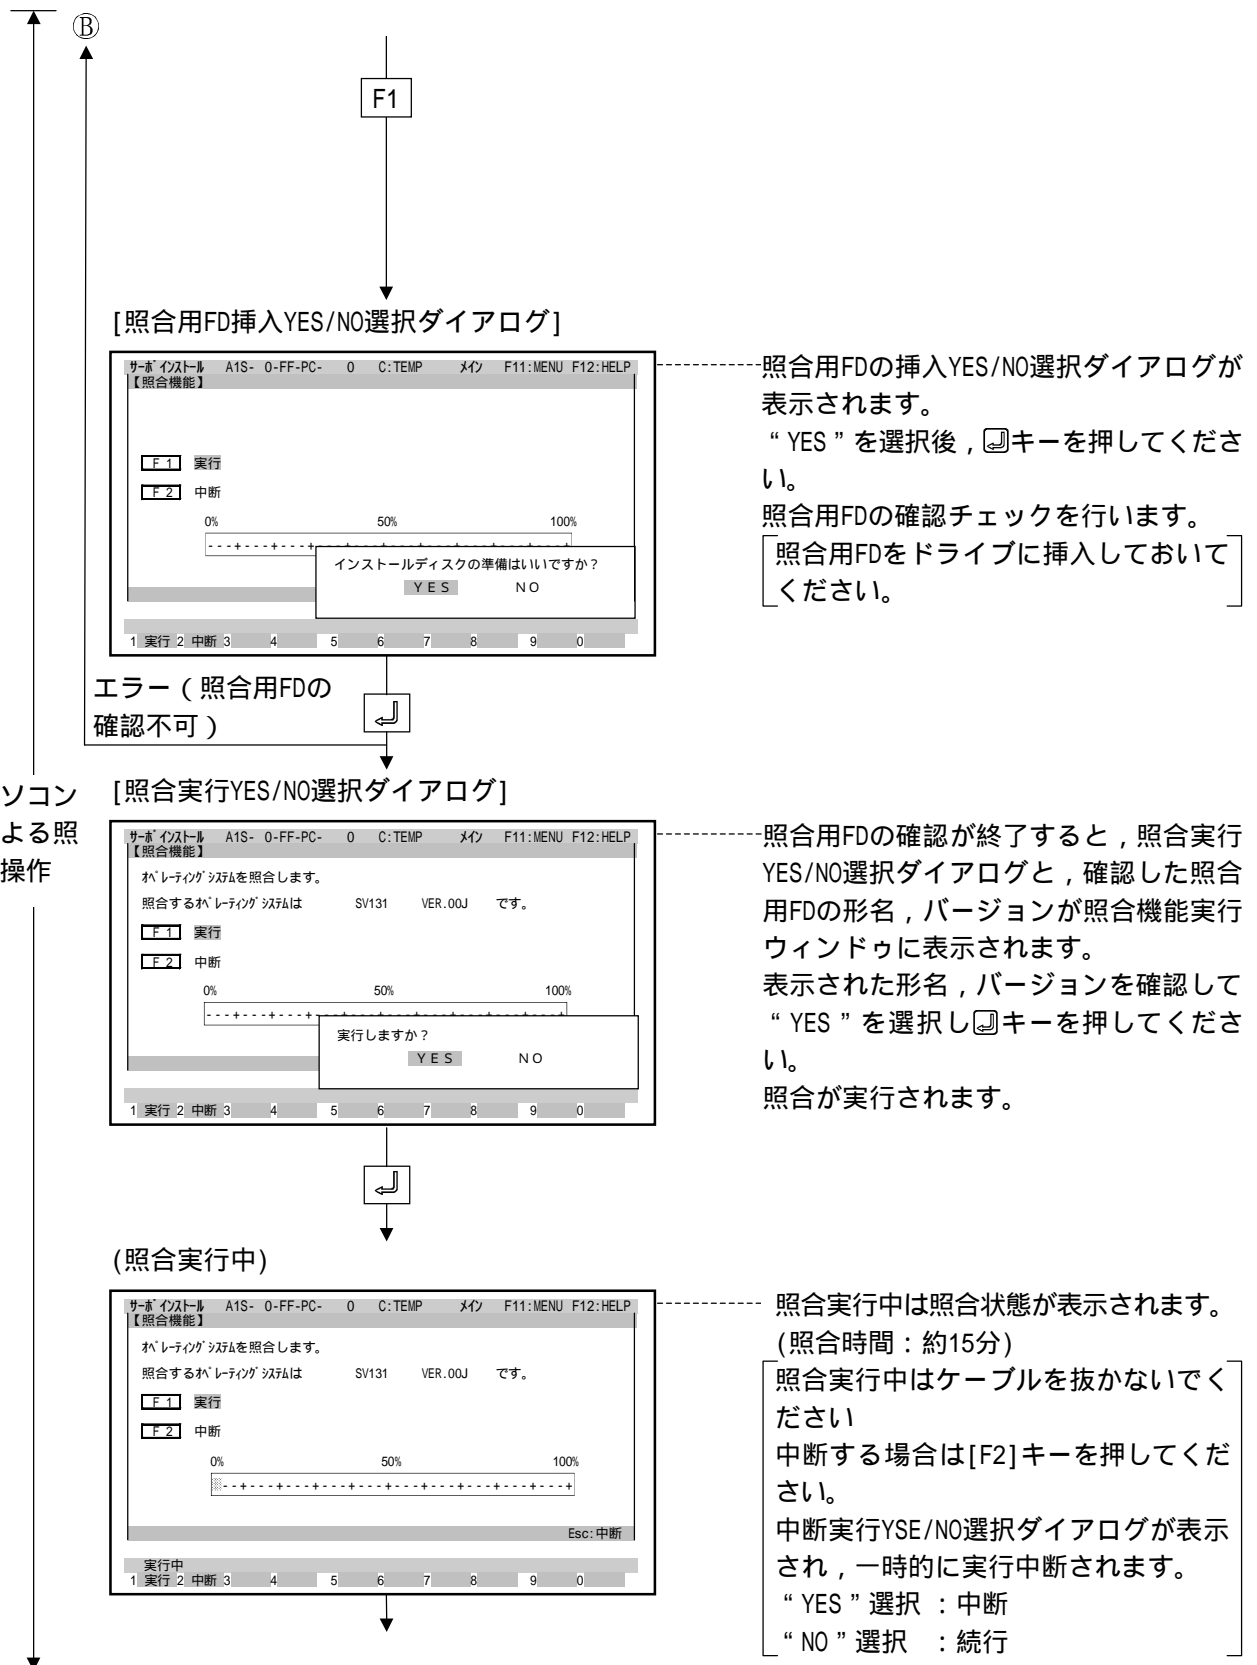 Ⓑ
F1
[照合用FD挿入YES/NO選択ダイアログ]
サーボインストール A1S- 0-FF-PC- 0 C:TEMP メイン F11:MENU F12:HELP
【照合機能】
F 1 実行
F 2 中断
0% 50% 100%
---+---+---+---+---+---+---+---+---+---+
インストールディスクの準備はいいですか？
YES NO
1 実行 2 中断 3 4 5 6 7 8 9 0
照合用FDの挿入YES/NO選択ダイアログが
表示されます。
“YES”を選択後，キーを押してくださ
い。
照合用FDの確認チェックを行います。
照合用FDをドライブに挿入しておいて
ください。
エラー（照合用FDの
確認不可）
ソコン
よる照
操作
[照合実行YES/NO選択ダイアログ]
サーボインストール A1S- 0-FF-PC- 0 C:TEMP メイン F11:MENU F12:HELP
【照合機能】
オペレーティングシステムを照合します。
照合するオペレーティングシステムは SV131 VER.00J です。
F 1 実行
F 2 中断
0% 50% 100%
---+---+---+---+---+---+---+---+---+---+
実行しますか？
YES NO
1 実行 2 中断 3 4 5 6 7 8 9 0
照合用FDの確認が終了すると，照合実行
YES/NO選択ダイアログと，確認した照合
用FDの形名，バージョンが照合機能実行
ウィンドゥに表示されます。
表示された形名，バージョンを確認して
“YES”を選択しキーを押してくださ
い。
照合が実行されます。
(照合実行中)
サーボインストール A1S- 0-FF-PC- 0 C:TEMP メイン F11:MENU F12:HELP
【照合機能】
オペレーティングシステムを照合します。
照合するオペレーティングシステムは SV131 VER.00J です。
F 1 実行
F 2 中断
0% 50% 100%
--+---+---+---+---+---+---+---+---+---+
Esc:中断
実行中
1 実行 2 中断 3 4 5 6 7 8 9 0
照合実行中は照合状態が表示されます。
(照合時間：約15分)
照合実行中はケーブルを抜かないでく
ださい
中断する場合は[F2]キーを押してくだ
さい。
中断実行YSE/NO選択ダイアログが表示
され，一時的に実行中断されます。
“YES”選択 ：中断
“NO”選択 ：続行